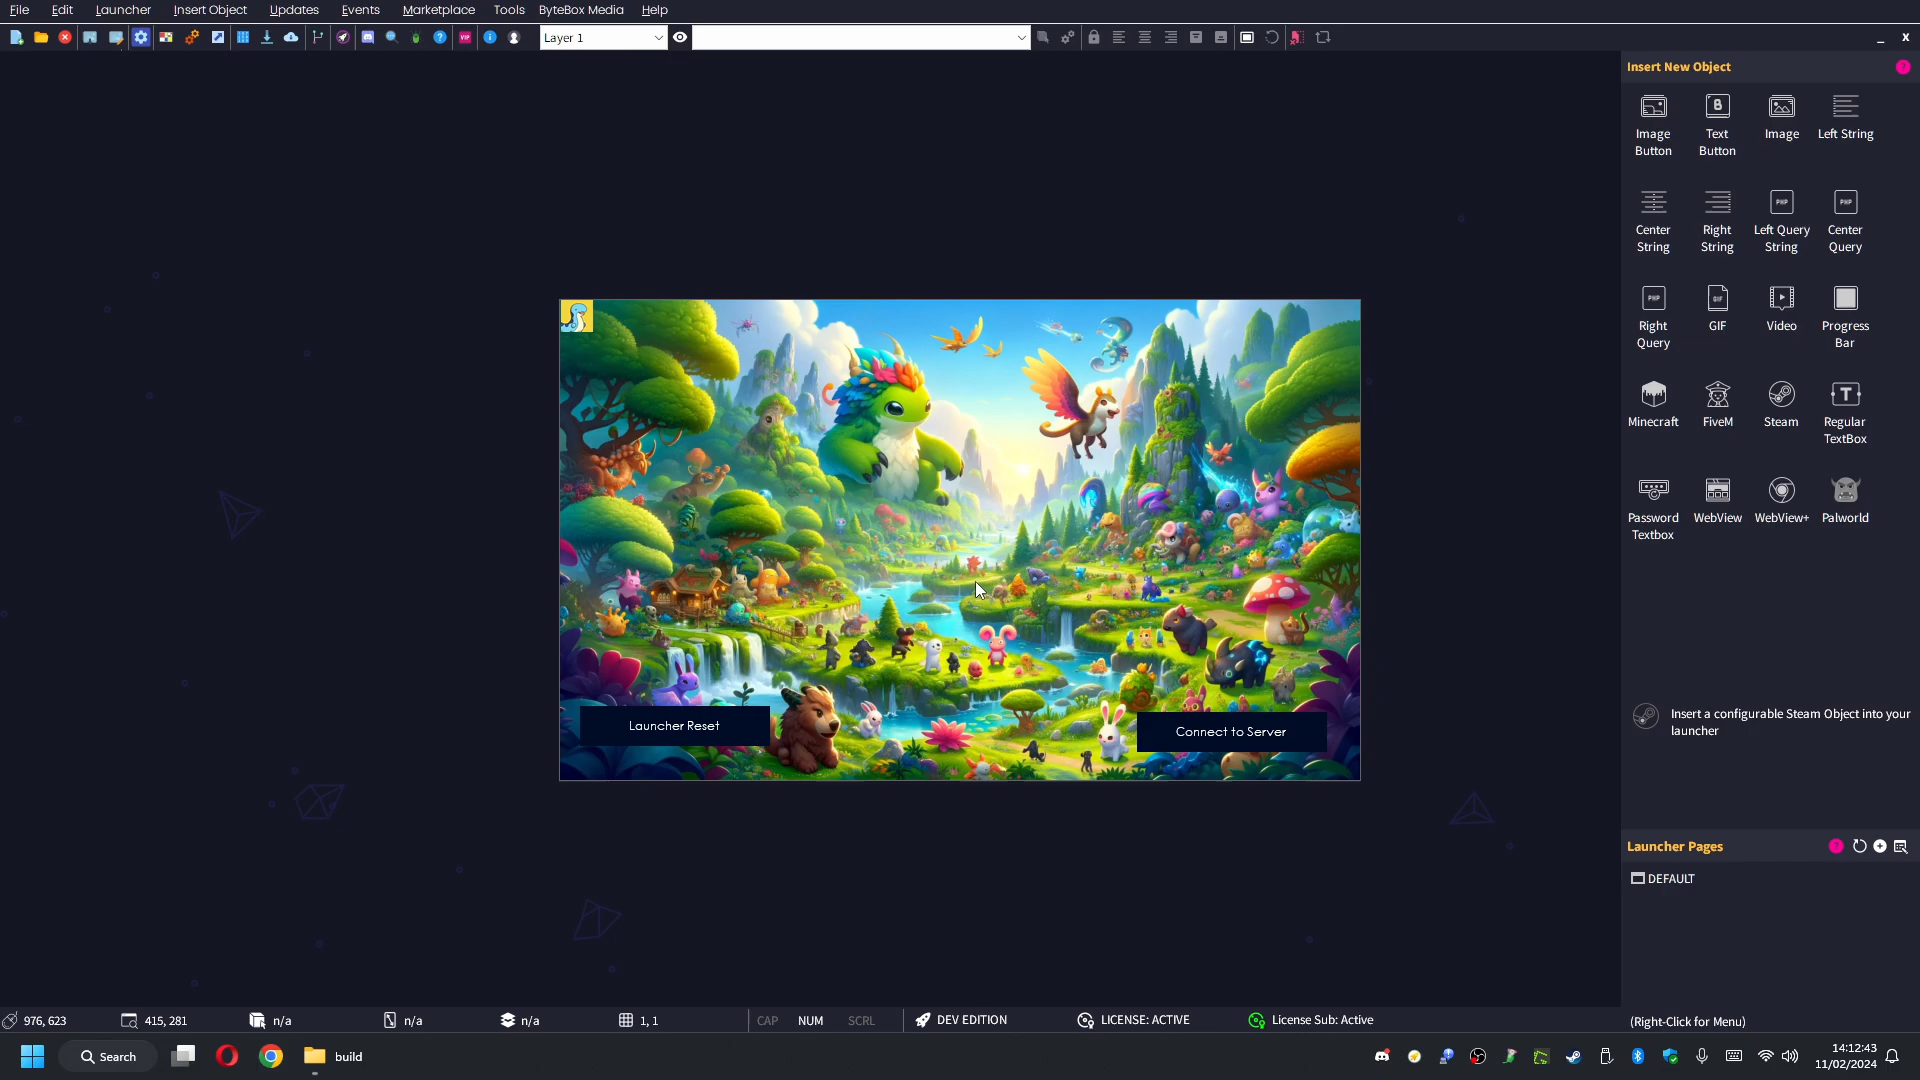 File Edit Launcher Insert Object Updates Events Marketplace Tools ByteBox Media Help
Layer 1
VIP
_ x
Insert New Object
?
Image Button
Text Button
Image
Left String
Center String
Right String
Left Query String
Center Query
Right Query
GIF
Video
Progress Bar
Minecraft
FiveM
Steam
Regular TextBox
Password Textbox
WebView
WebView+
Palworld
Launcher Reset
Connect to Server
Insert a configurable Steam Object into your
launcher
Launcher Pages
?
DEFAULT
976, 623
415, 281
n/a
n/a
n/a
1, 1
CAP NUM SCRL
DEV EDITION
LICENSE: ACTIVE
License Sub: Active
(Right-Click for Menu)
Search
build
14:12:43
11/02/2024